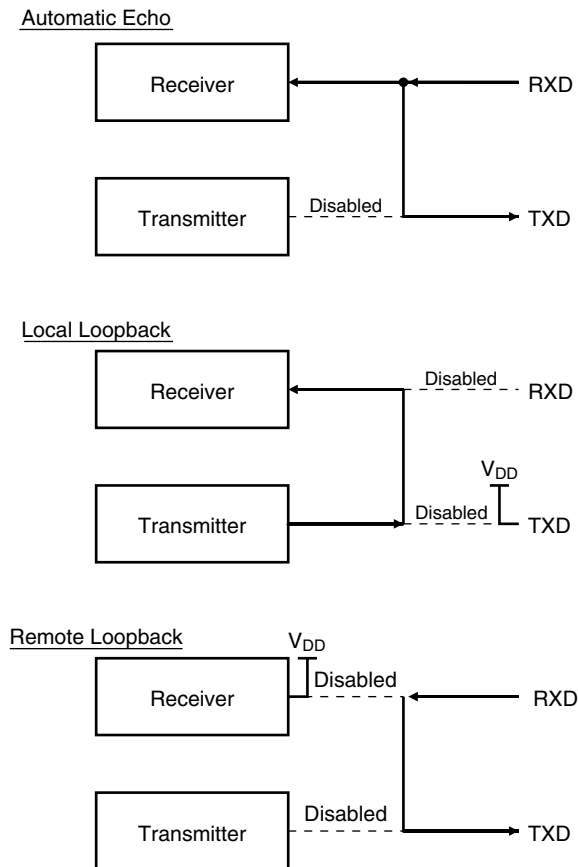 Automatic Echo
Receiver
RXD
Transmitter
Disabled
TXD
Local Loopback
Receiver
Disabled
RXD
VDD
Transmitter
Disabled
TXD
Remote Loopback
VDD
Receiver
Disabled
RXD
Transmitter
Disabled
TXD